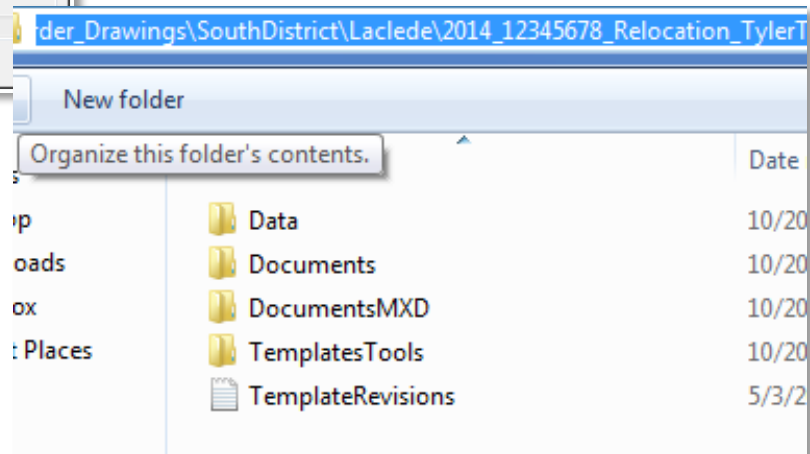 rder_Drawings\SouthDistrict\Laclede\2014_12345678_Relocation_TylerT
New folder
Organize this folder's contents.
Date
Data 10/20
Documents 10/20
oads
DocumentsMXD 10/20
ox
TemplatesTools 10/20
Places
TemplateRevisions 5/3/2